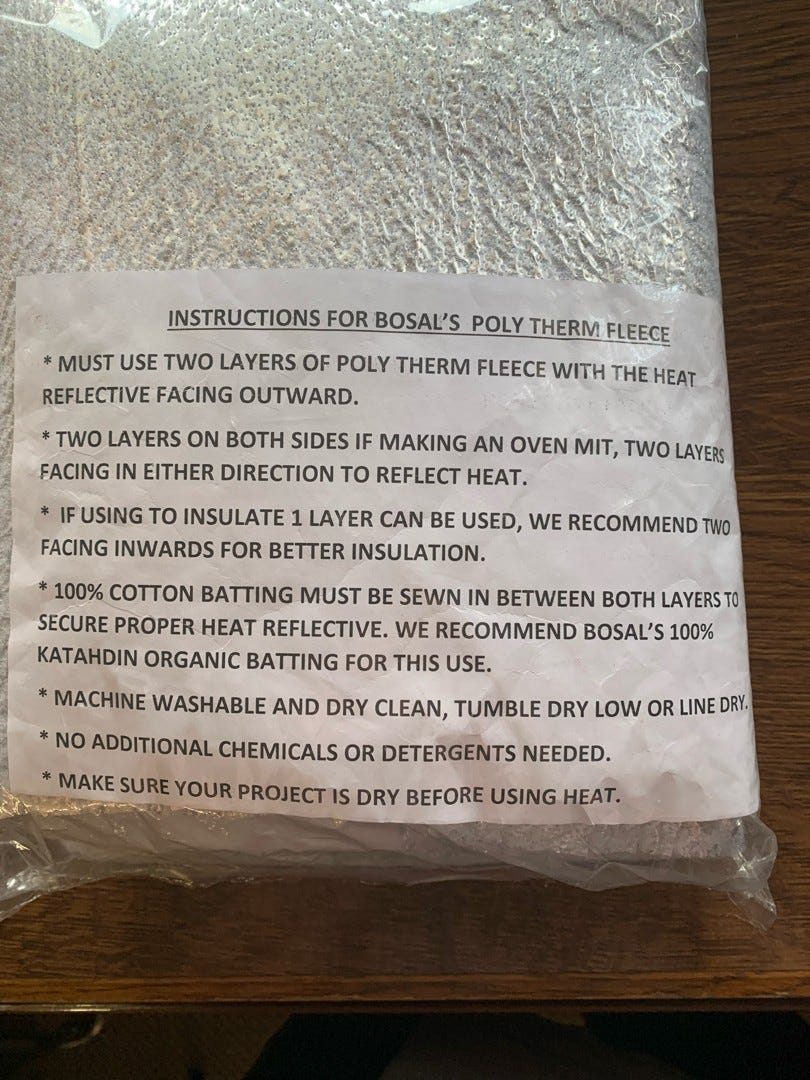 INSTRUCTIONS FOR BOSAL'S POLY THERM FLEECE
* MUST USE TWO LAYERS OF POLY THERM FLEECE WITH THE HEAT
REFLECTIVE FACING OUTWARD.
* TWO LAYERS ON BOTH SIDES IF MAKING AN OVEN MIT, TWO LAYERS
FACING IN EITHER DIRECTION TO REFLECT HEAT.
* IF USING TO INSULATE 1 LAYER CAN BE USED, WE RECOMMEND TWO
FACING INWARDS FOR BETTER INSULATION.
* 100% COTTON BATTING MUST BE SEWN IN BETWEEN BOTH LAYERS TO
SECURE PROPER HEAT REFLECTIVE. WE RECOMMEND BOSAL'S 100%
KATAHDIN ORGANIC BATTING FOR THIS USE.
* MACHINE WASHABLE AND DRY CLEAN, TUMBLE DRY LOW OR LINE DRY.
* NO ADDITIONAL CHEMICALS OR DETERGENTS NEEDED.
* MAKE SURE YOUR PROJECT IS DRY BEFORE USING HEAT.